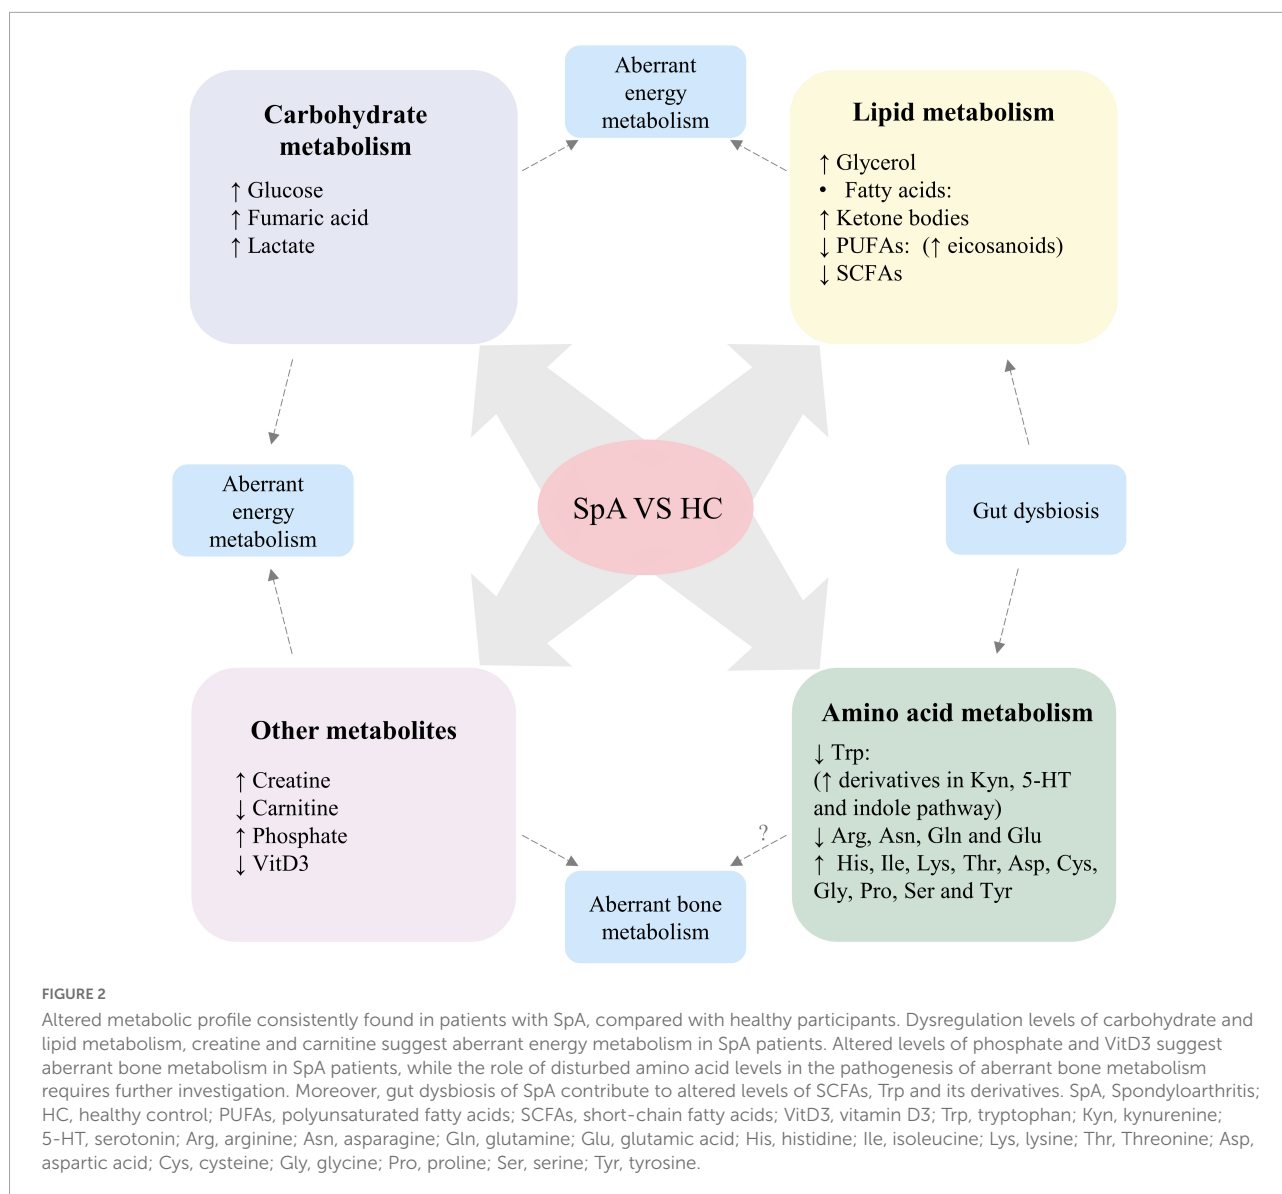 Aberrant
energy
metabolism
Carbohydrate
metabolism
↑ Glucose
↑ Fumaric acid
↑ Lactate
Lipid metabolism
↑ Glycerol
• Fatty acids:
↑ Ketone bodies
↓ PUFAs: (↑ eicosanoids)
↓ SCFAs
Aberrant
energy
metabolism
SpA VS HC
Gut dysbiosis
Other metabolites
↑ Creatine
↓ Carnitine
↑ Phosphate
↓ VitD3
Amino acid metabolism
↓ Trp:
(↑ derivatives in Kyn, 5-HT
and indole pathway)
↓ Arg, Asn, Gln and Glu
↑ His, Ile, Lys, Thr, Asp, Cys,
Gly, Pro, Ser and Tyr
?
Aberrant bone
metabolism
FIGURE 2
Altered metabolic profile consistently found in patients with SpA, compared with healthy participants. Dysregulation levels of carbohydrate and
lipid metabolism, creatine and carnitine suggest aberrant energy metabolism in SpA patients. Altered levels of phosphate and VitD3 suggest
aberrant bone metabolism in SpA patients, while the role of disturbed amino acid levels in the pathogenesis of aberrant bone metabolism
requires further investigation. Moreover, gut dysbiosis of SpA contribute to altered levels of SCFAs, Trp and its derivatives. SpA, Spondyloarthritis;
HC, healthy control; PUFAs, polyunsaturated fatty acids; SCFAs, short-chain fatty acids; VitD3, vitamin D3; Trp, tryptophan; Kyn, kynurenine;
5-HT, serotonin; Arg, arginine; Asn, asparagine; Gln, glutamine; Glu, glutamic acid; His, histidine; Ile, isoleucine; Lys, lysine; Thr, Threonine; Asp,
aspartic acid; Cys, cysteine; Gly, glycine; Pro, proline; Ser, serine; Tyr, tyrosine.